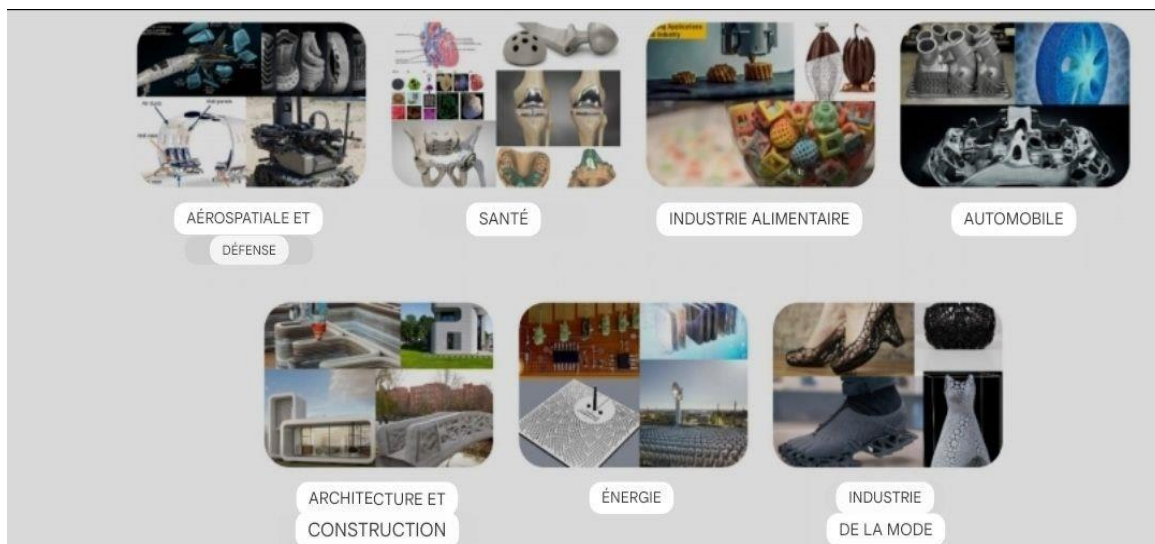 AÉROSPATIALE ET
DÉFENSE
SANTÉ
INDUSTRIE ALIMENTAIRE
AUTOMOBILE
ARCHITECTURE ET
CONSTRUCTION
ÉNERGIE
INDUSTRIE
DE LA MODE